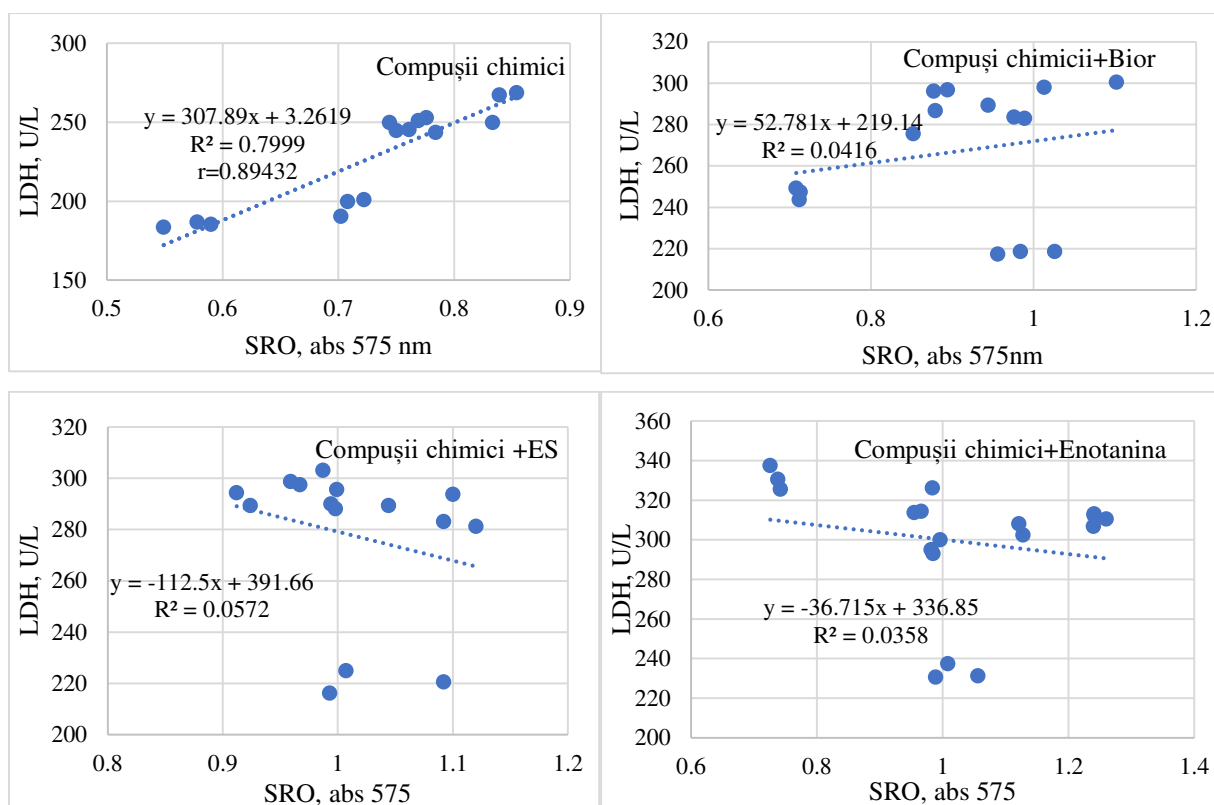 Compușii chimici
y = 307.89x + 3.2619
R² = 0.7999
r=0.89432
LDH, U/L
300
250
200
150
0.5 0.6 0.7 0.8 0.9
SRO, abs 575 nm
Compuși chimicii+Bior
y = 52.781x + 219.14
R² = 0.0416
LDH, U/L
320
300
280
260
240
220
200
0.6 0.8 1 1.2
SRO, abs 575nm
Compușii chimici +ES
y = -112.5x + 391.66
R² = 0.0572
LDH, U/L
320
300
280
260
240
220
200
0.8 0.9 1 1.1 1.2
SRO, abs 575
Compușii chimici+Enotanina
y = -36.715x + 336.85
R² = 0.0358
LDH, U/L
360
340
320
300
280
260
240
220
200
0.6 0.8 1 1.2 1.4
SRO, abs 575